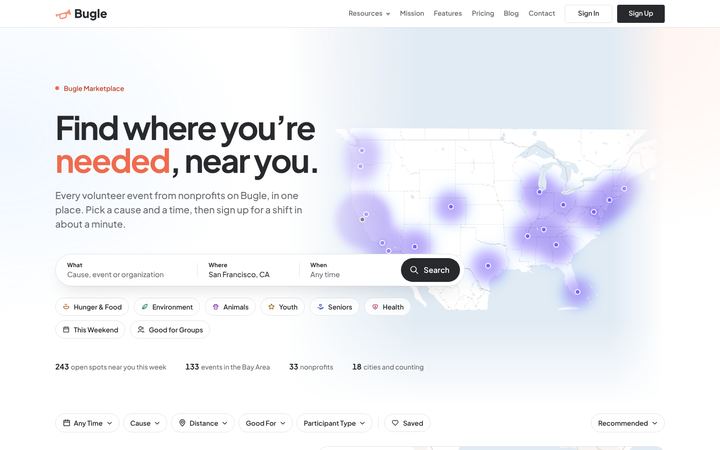 Bugle
Resources Mission Features Pricing Blog Contact Sign In Sign Up
Bugle Marketplace
Find where you’re
needed, near you.
Every volunteer event from nonprofits on Bugle, in one
place. Pick a cause and a time, then sign up for a shift in
about a minute.
What Where When
Cause, event or organization San Francisco, CA Any time Search
Hunger & Food Environment Animals Youth Seniors Health
This Weekend Good for Groups
243 open spots near you this week 133 events in the Bay Area 33 nonprofits 18 cities and counting
Any Time Cause Distance Good For Participant Type Saved Recommended